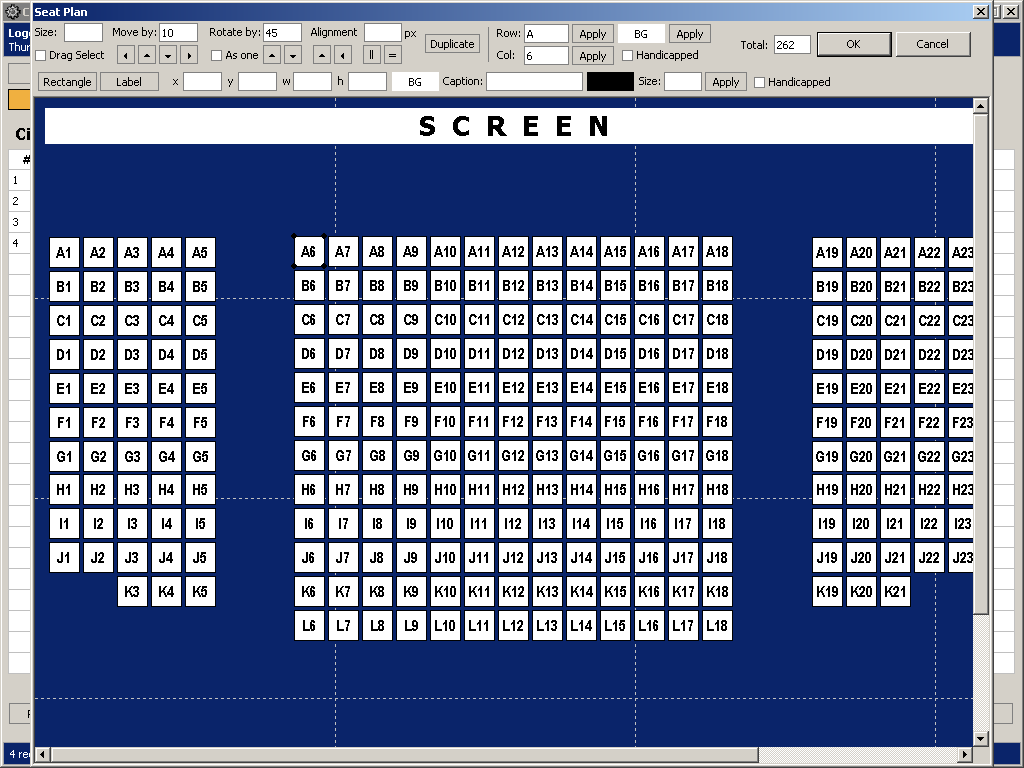 Seat Plan
Size: Move by: 10 Rotate by: 45 Alignment px Duplicate Row: A Apply BG Apply Total: 262 OK Cancel
Drag Select As one Col: 6 Apply Handicapped
Rectangle Label x y w h BG Caption: Size: Apply Handicapped
Logo
Thu
Ci
#
1
2
3
4
4 re
SCREEN
A1 A2 A3 A4 A5 A6 A7 A8 A9 A10 A11 A12 A13 A14 A15 A16 A17 A18 A19 A20 A21 A22 A23
B1 B2 B3 B4 B5 B6 B7 B8 B9 B10 B11 B12 B13 B14 B15 B16 B17 B18 B19 B20 B21 B22 B23
C1 C2 C3 C4 C5 C6 C7 C8 C9 C10 C11 C12 C13 C14 C15 C16 C17 C18 C19 C20 C21 C22 C23
D1 D2 D3 D4 D5 D6 D7 D8 D9 D10 D11 D12 D13 D14 D15 D16 D17 D18 D19 D20 D21 D22 D23
E1 E2 E3 E4 E5 E6 E7 E8 E9 E10 E11 E12 E13 E14 E15 E16 E17 E18 E19 E20 E21 E22 E23
F1 F2 F3 F4 F5 F6 F7 F8 F9 F10 F11 F12 F13 F14 F15 F16 F17 F18 F19 F20 F21 F22 F23
G1 G2 G3 G4 G5 G6 G7 G8 G9 G10 G11 G12 G13 G14 G15 G16 G17 G18 G19 G20 G21 G22 G23
H1 H2 H3 H4 H5 H6 H7 H8 H9 H10 H11 H12 H13 H14 H15 H16 H17 H18 H19 H20 H21 H22 H23
I1 I2 I3 I4 I5 I6 I7 I8 I9 I10 I11 I12 I13 I14 I15 I16 I17 I18 I19 I20 I21 I22 I23
J1 J2 J3 J4 J5 J6 J7 J8 J9 J10 J11 J12 J13 J14 J15 J16 J17 J18 J19 J20 J21 J22 J23
K3 K4 K5 K6 K7 K8 K9 K10 K11 K12 K13 K14 K15 K16 K17 K18 K19 K20 K21
L6 L7 L8 L9 L10 L11 L12 L13 L14 L15 L16 L17 L18